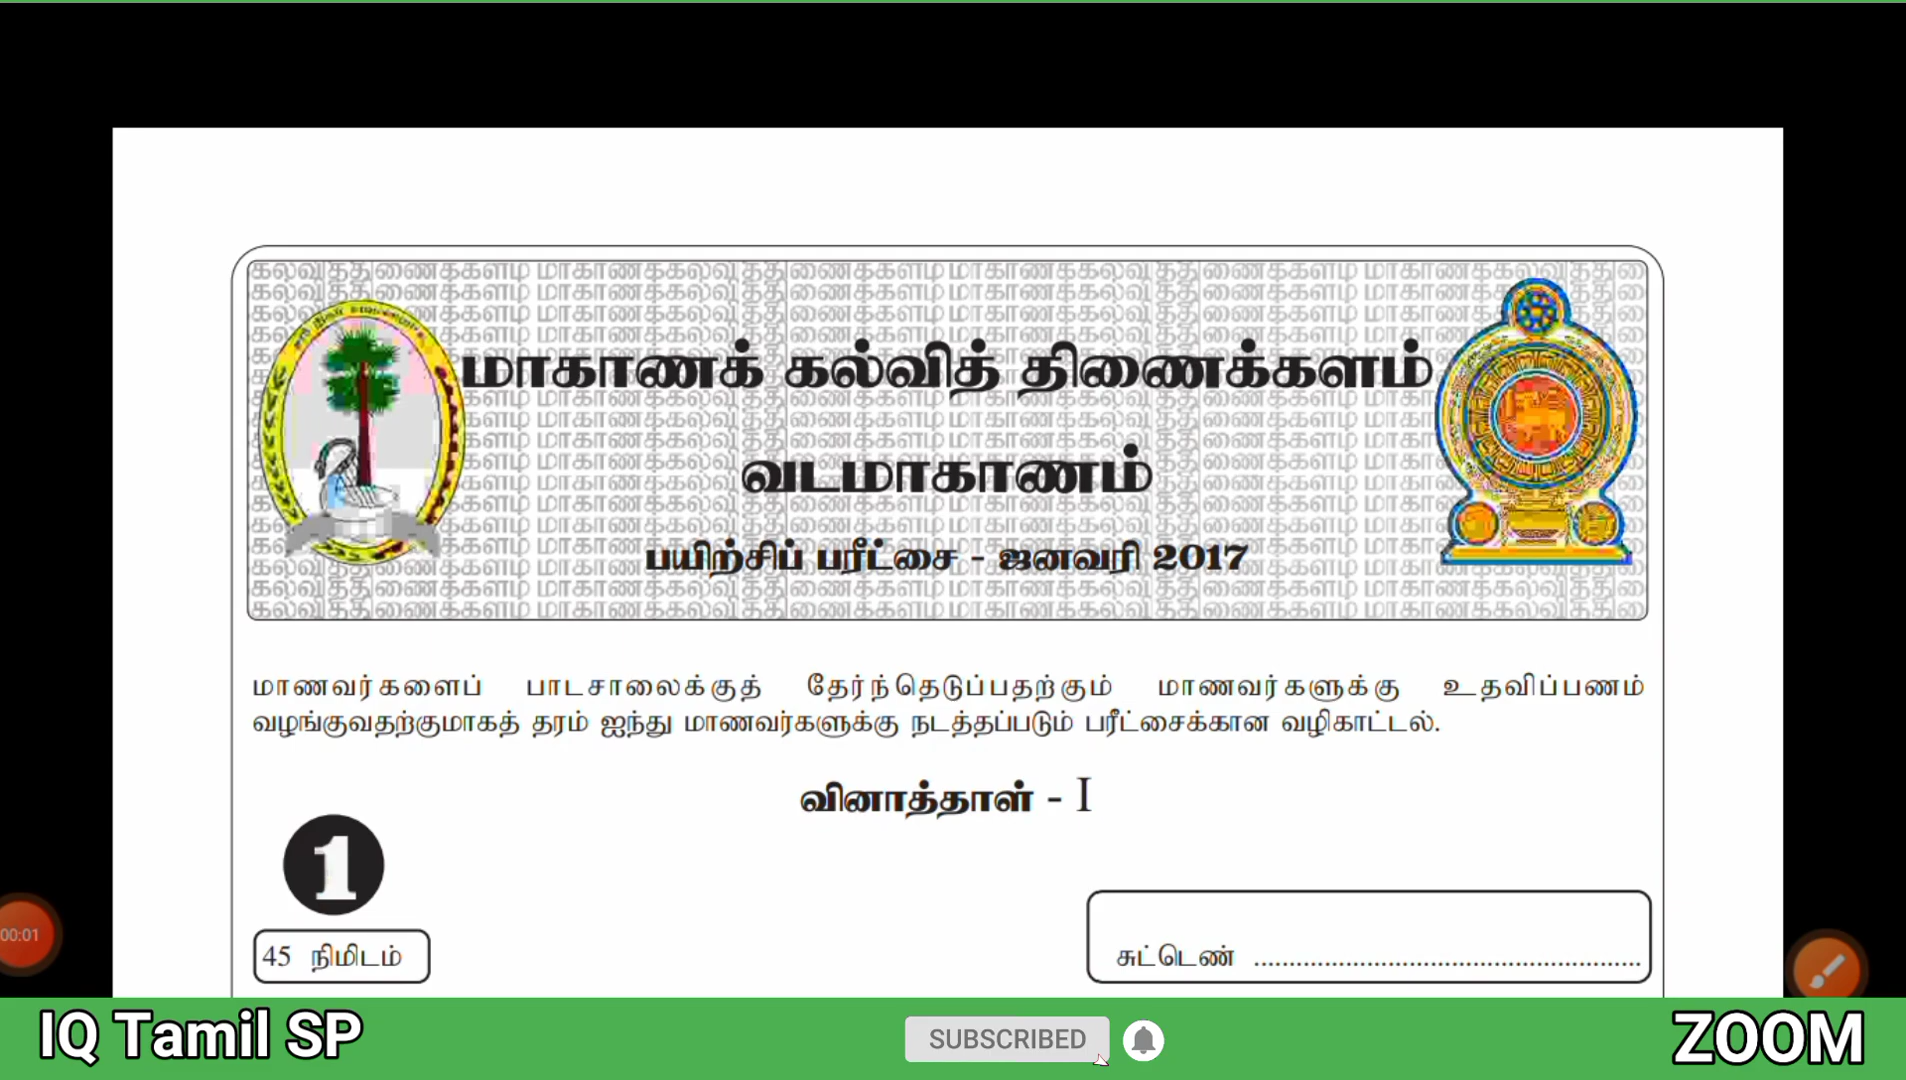 மாகாணக் கல்வித் திணைக்களம்
வடமாகாணம்
பயிற்சிப் பரீட்சை - ஜனவரி 2017
மாணவர்களைப் பாடசாலைக்குத் தேர்ந்தெடுப்பதற்கும் மாணவர்களுக்கு உதவிப்பணம்
வழங்குவதற்குமாகத் தரம் ஐந்து மாணவர்களுக்கு நடத்தப்படும் பரீட்சைக்கான வழிகாட்டல்.
வினாத்தாள் - I
1
45 நிமிடம்
சுட்டெண் ......................................................
00:01
IQ Tamil SP
SUBSCRIBED
ZOOM